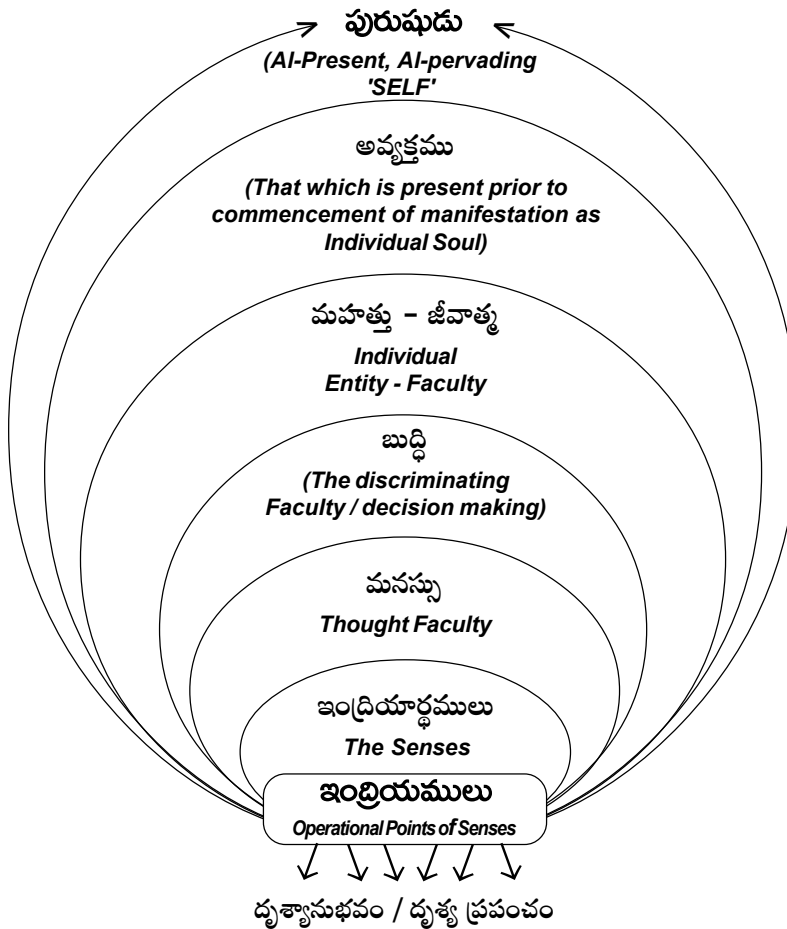 పురుషుడు
(Al-Present, Al-pervading
'SELF'
అవ్యక్తము
(That which is present prior to
commencement of manifestation as
Individual Soul)
మహత్తు - జీవాత్మ
Individual
Entity - Faculty
బుద్ధి
(The discriminating
Faculty / decision making)
మనస్సు
Thought Faculty
ఇంద్రియార్థములు
The Senses
ఇంద్రియములు
Operational Points of Senses
దృశ్యానుభవం / దృశ్య ప్రపంచం